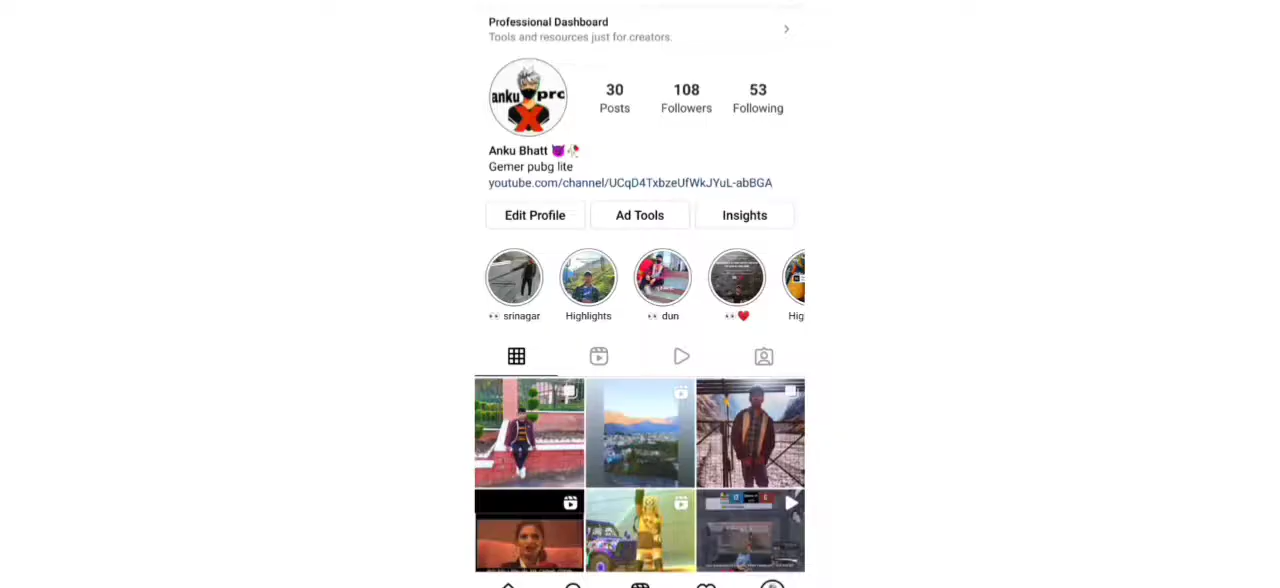 Professional Dashboard
Tools and resources just for creators.
anku prc
X
30 108 53
Posts Followers Following
Anku Bhatt 😈🥀
Gemer pubg lite
youtube.com/channel/UCqD4TxbzeUfWkJYuL-abBGA
Edit Profile Ad Tools Insights
👀 srinagar Highlights 👀 dun 👀❤️ Hig